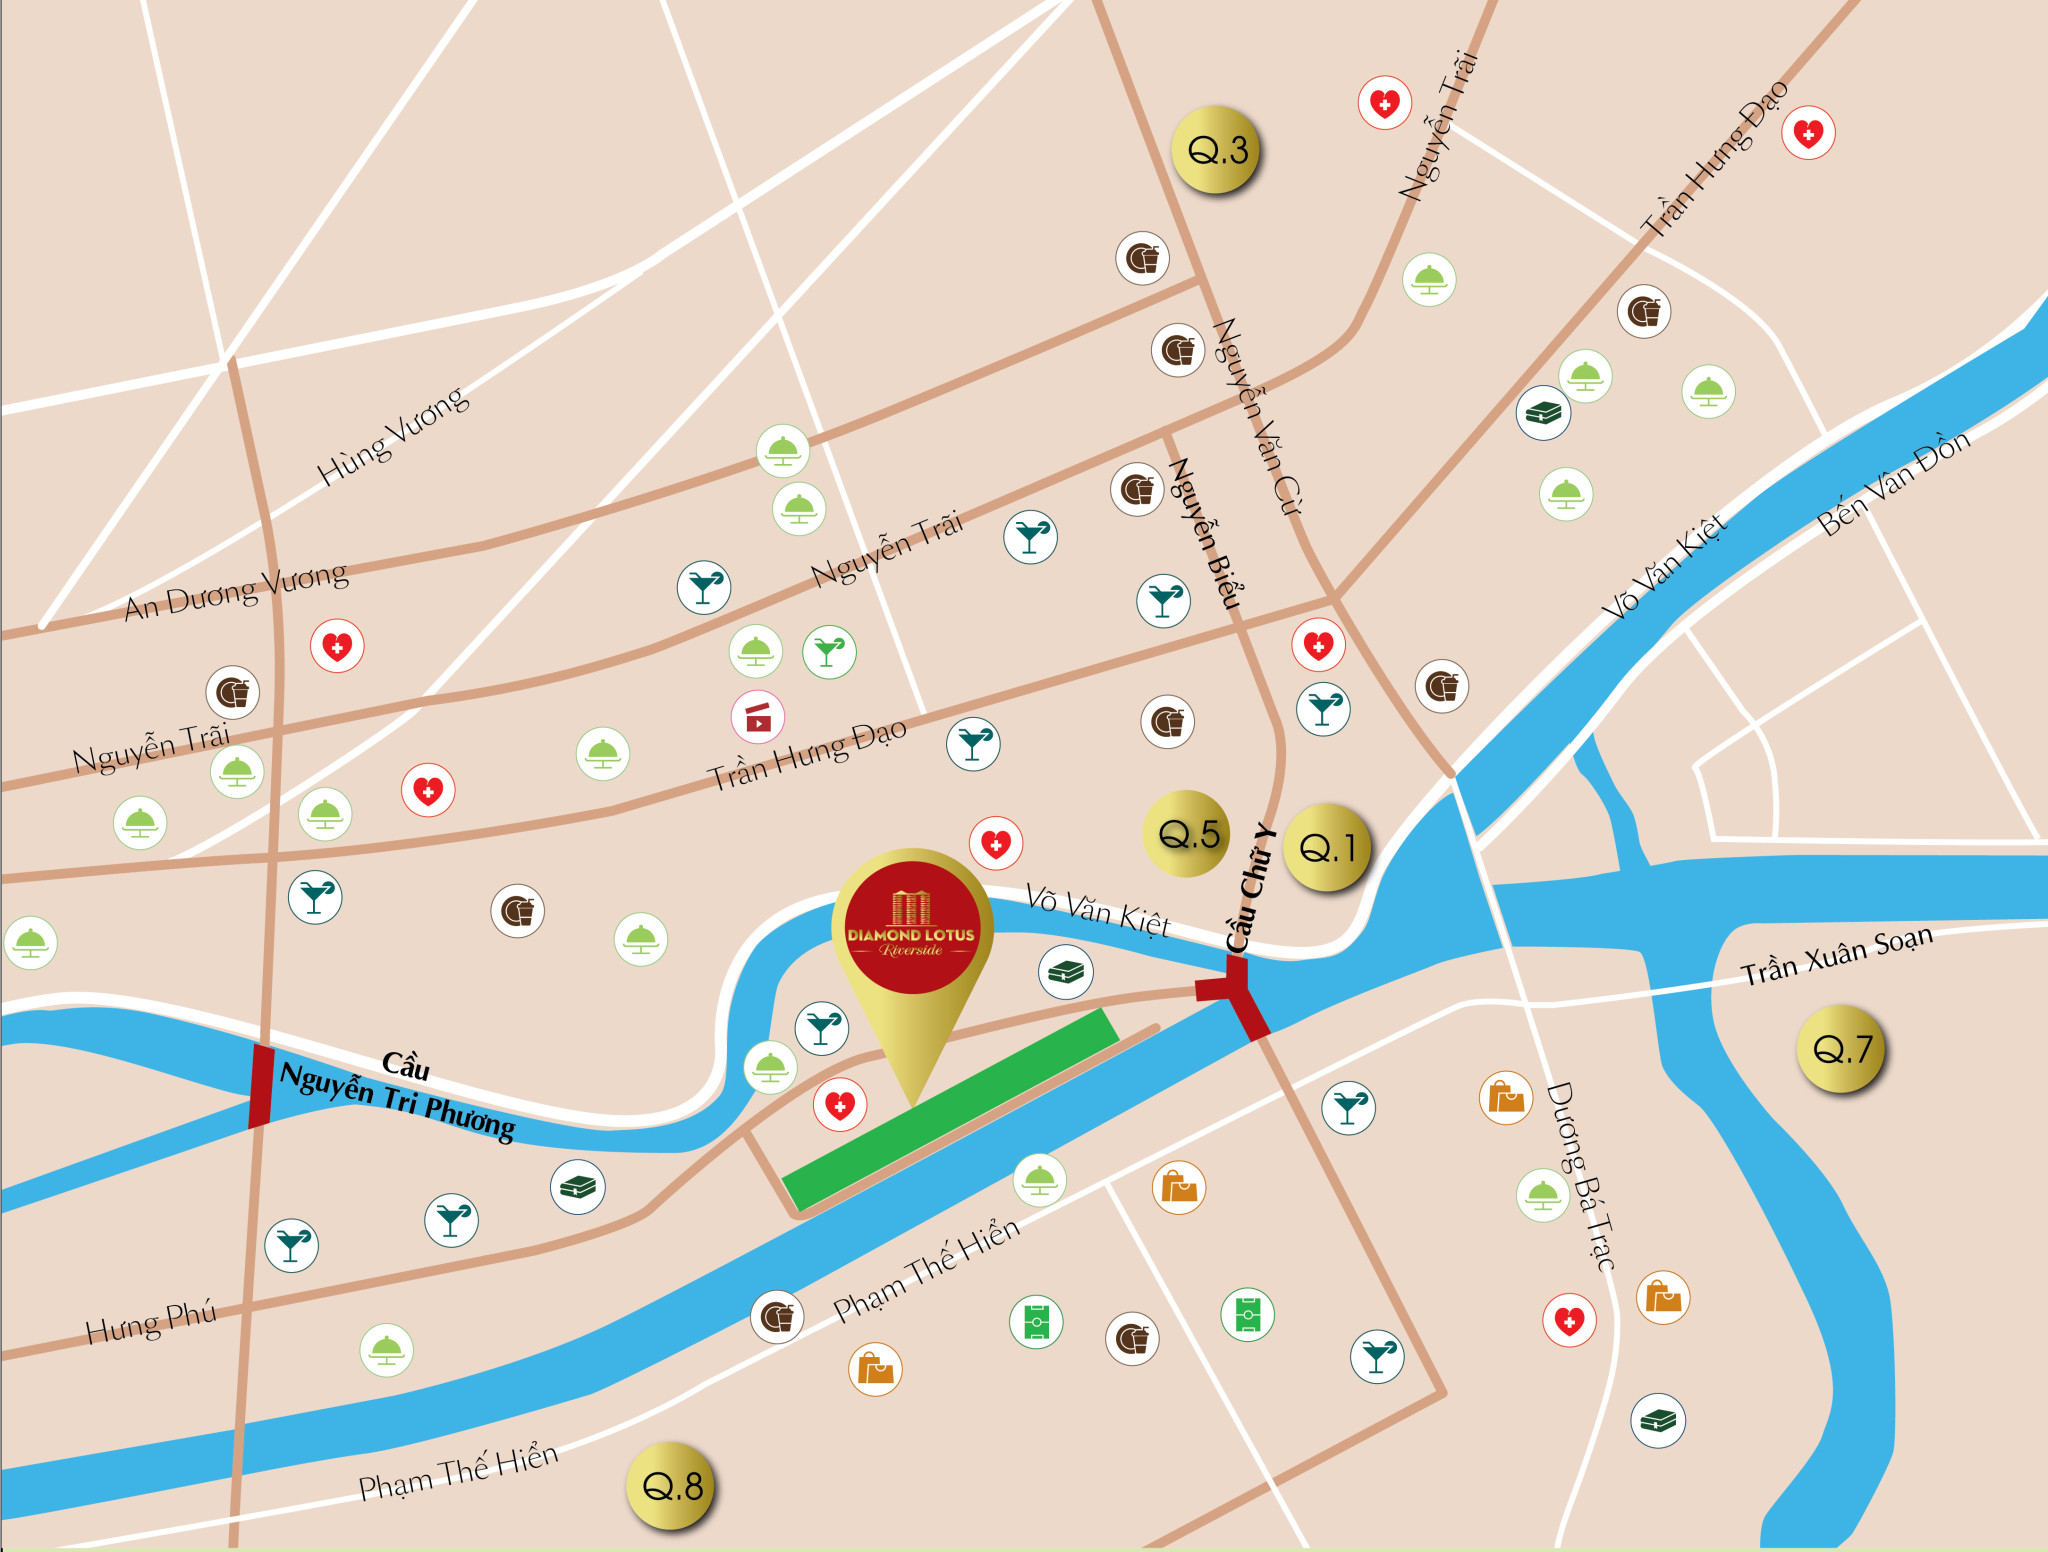 Q.3
Nguyễn Trãi
Trần Hưng Đạo
Hùng Vương
Nguyễn Văn Cừ
Bến Vân Đồn
Nguyễn Biểu
Nguyễn Trãi
Võ Văn Kiệt
An Dương Vương
Nguyễn Trãi
Trần Hưng Đạo
Q.5
Q.1
Cầu Chữ Y
Võ Văn Kiệt
DIAMOND LOTUS
Riverside
Trần Xuân Soạn
Q.7
Cầu
Nguyễn Tri Phương
Dương Bá Trạc
Phạm Thế Hiển
Hưng Phú
Phạm Thế Hiển
Q.8